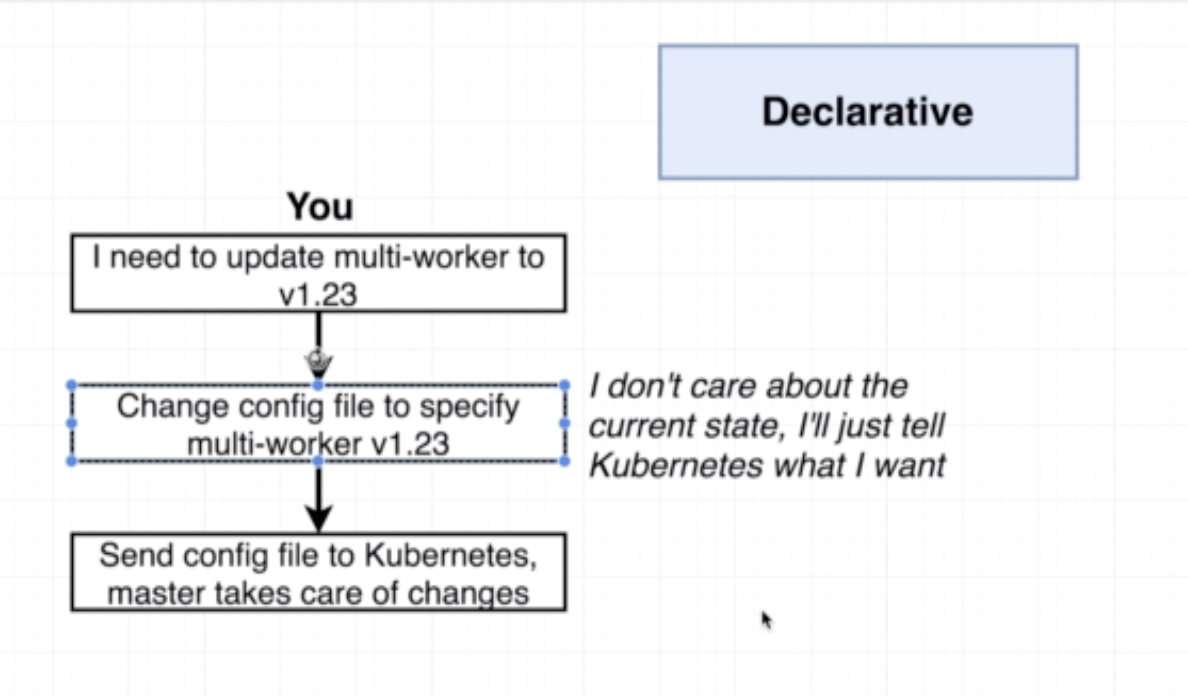 Declarative
You
I need to update multi-worker to
v1.23
Change config file to specify
multi-worker v1.23
I don't care about the
current state, I'll just tell
Kubernetes what I want
Send config file to Kubernetes,
master takes care of changes